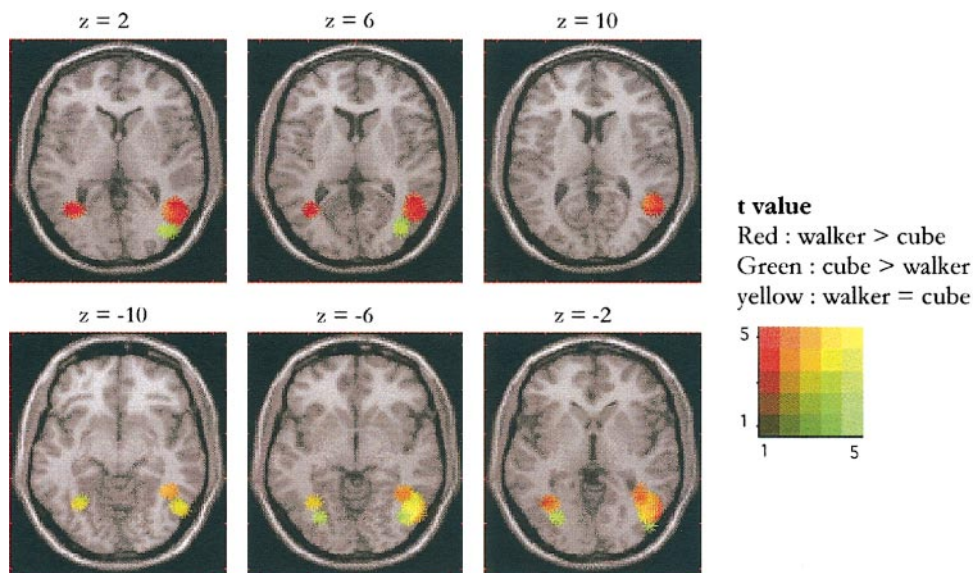 z = 2
z = 6
z = 10
z = -10
z = -6
z = -2
t value
Red : walker > cube
Green : cube > walker
yellow : walker = cube
5
1
1
5